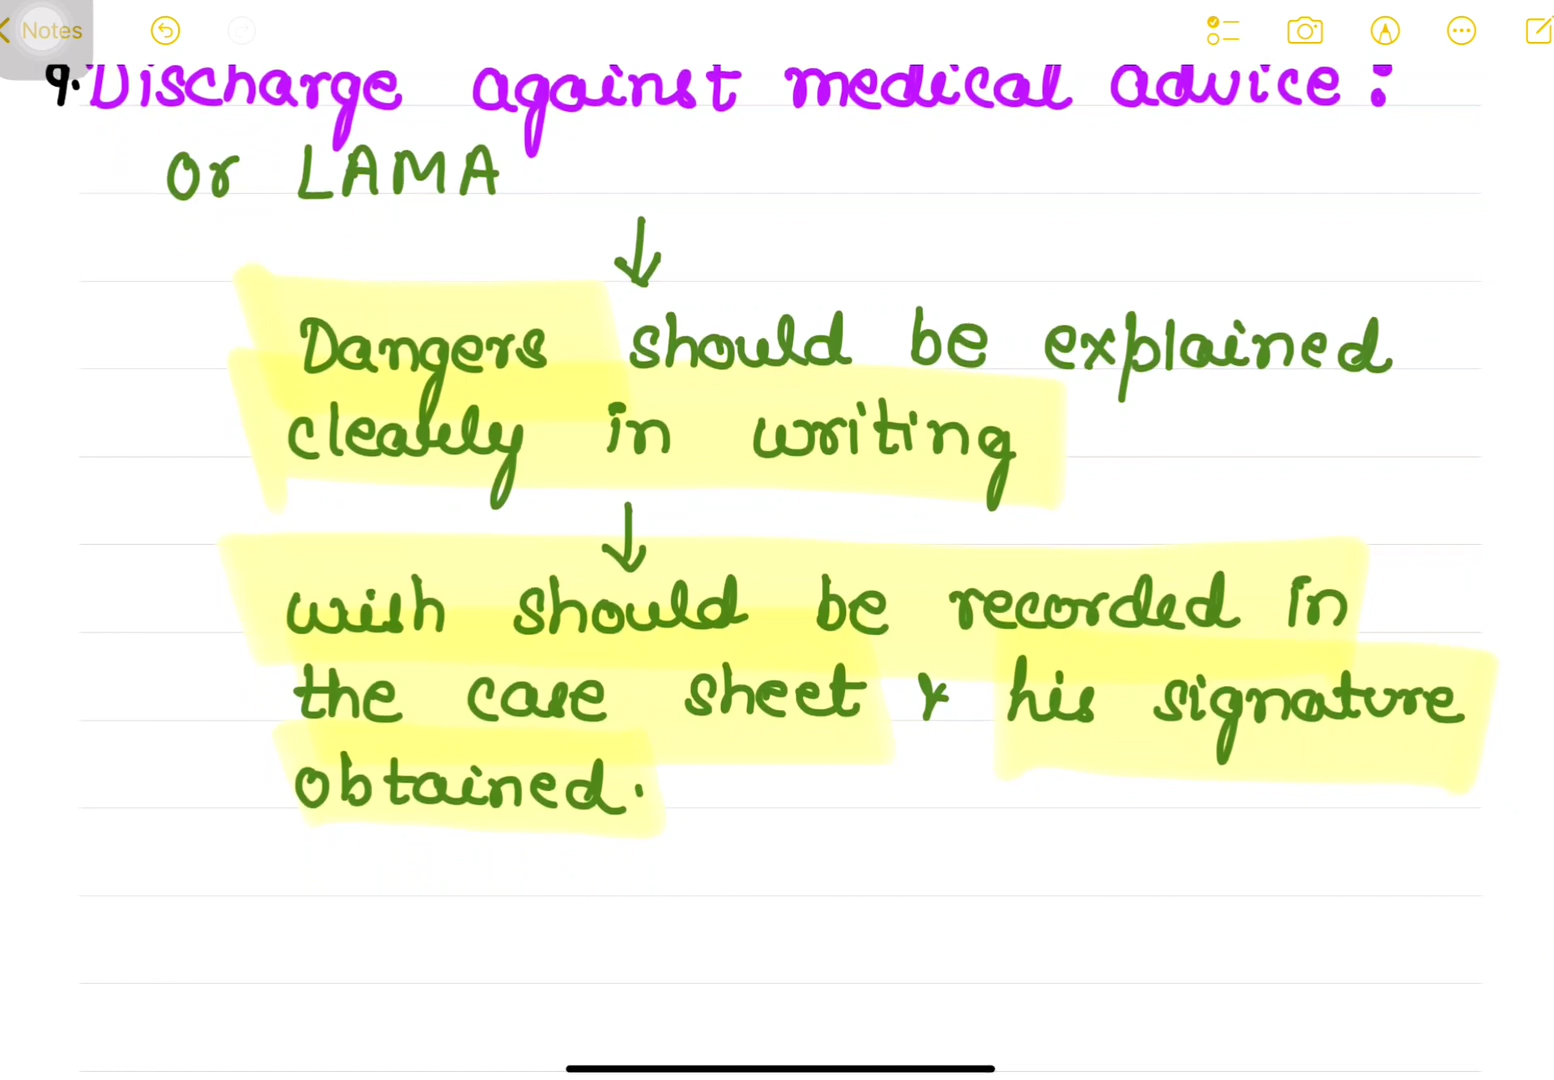 Notes
9. Discharge against medical advice :
or LAMA
↓
Dangers should be explained
clearly in writing
↓
wish should be recorded in
the case sheet & his signature
obtained.